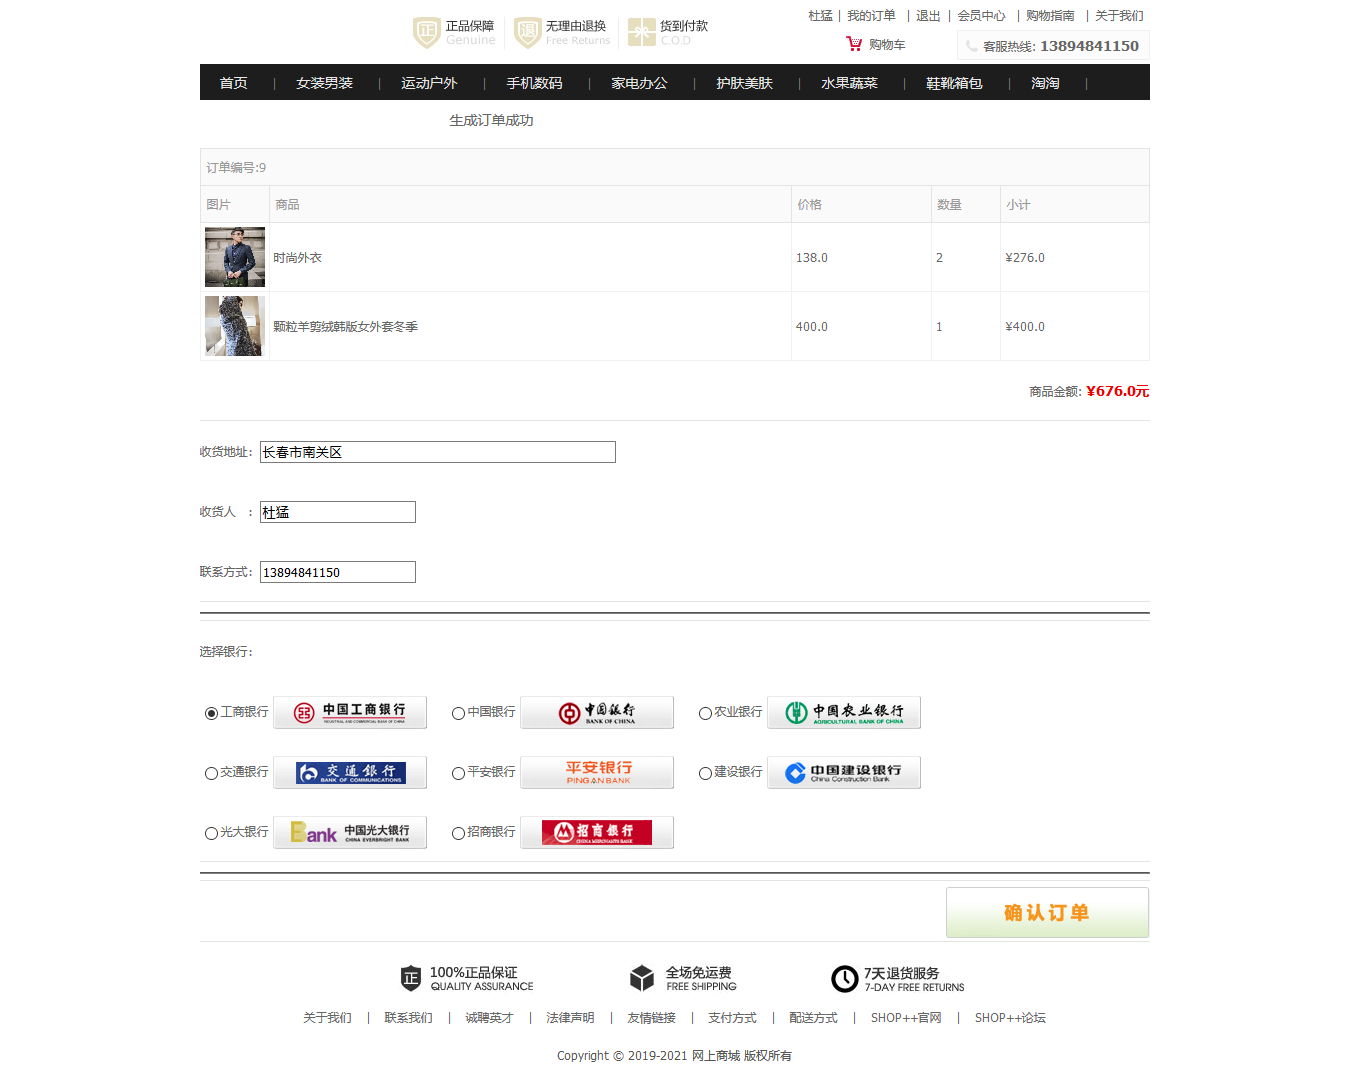 正 正品保障 Genuine 退 无理由退换 Free Returns 货到付款 C.O.D
杜猛 | 我的订单 | 退出 | 会员中心 | 购物指南 | 关于我们
购物车 客服热线: 13894841150
首页 | 女装男装 | 运动户外 | 手机数码 | 家电办公 | 护肤美肤 | 水果蔬菜 | 鞋靴箱包 | 淘淘 |
生成订单成功
订单编号:9
图片 商品 价格 数量 小计
时尚外衣 138.0 2 ¥276.0
颗粒羊剪绒韩版女外套冬季 400.0 1 ¥400.0
商品金额: ¥676.0元
收货地址: 长春市南关区
收货人 : 杜猛
联系方式: 13894841150
选择银行:
工商银行 中国工商银行 INDUSTRIAL AND COMMERCIAL BANK OF CHINA 中国银行 中国银行 BANK OF CHINA 农业银行 中国农业银行 AGRICULTURAL BANK OF CHINA
交通银行 交通银行 BANK OF COMMUNICATIONS 平安银行 平安银行 PING AN BANK 建设银行 中国建设银行 China Construction Bank
光大银行 Bank 中国光大银行 CHINA EVERBRIGHT BANK 招商银行 招商银行 CHINA MERCHANTS BANK
确认订单
正 100%正品保证 QUALITY ASSURANCE 全场免运费 FREE SHIPPING 7天退货服务 7-DAY FREE RETURNS
关于我们 | 联系我们 | 诚聘英才 | 法律声明 | 友情链接 | 支付方式 | 配送方式 | SHOP++官网 | SHOP++论坛
Copyright © 2019-2021 网上商城 版权所有